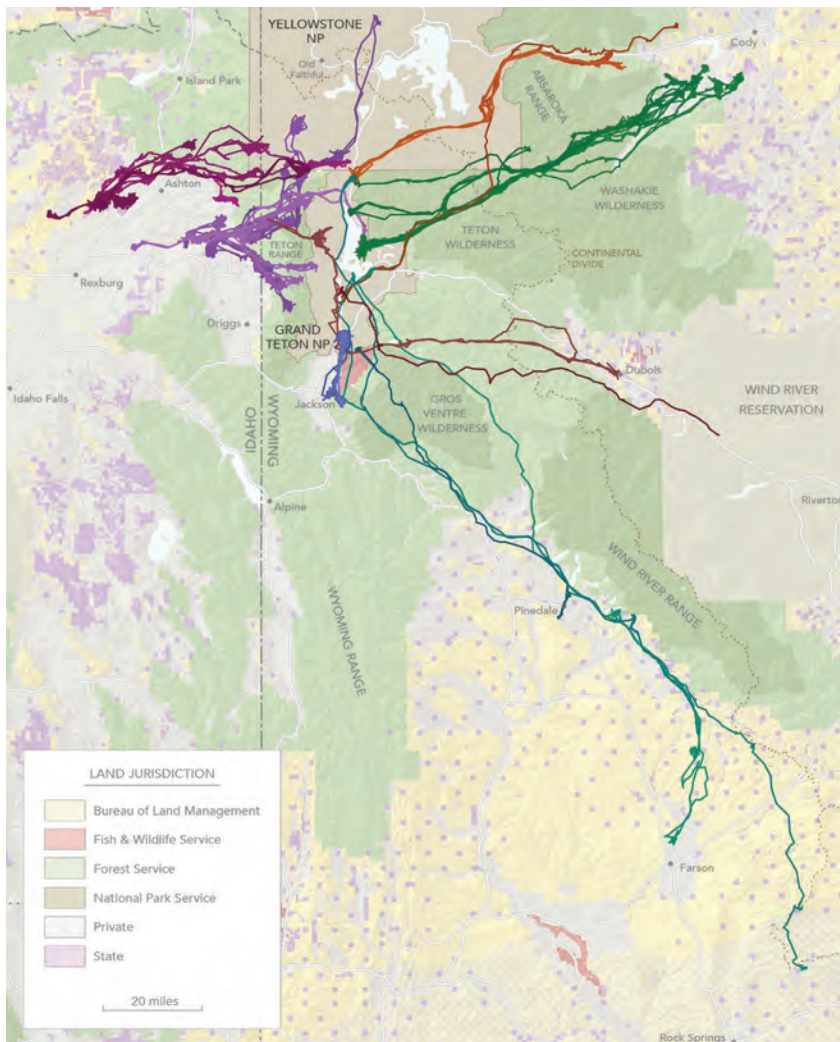 YELLOWSTONE
NP
Old
Faithful
Cody
Island Park
ABSAROKA
RANGE
Ashton
WASHAKIE
WILDERNESS
TETON
WILDERNESS
TETON
RANGE
CONTINENTAL
DIVIDE
Rexburg
Driggs
GRAND
TETON NP
Dubois
Idaho Falls
Jackson
GROS
VENTRE
WILDERNESS
WIND RIVER
RESERVATION
IDAHO
WYOMING
Alpine
Riverton
WIND RIVER RANGE
Pinedale
WYOMING RANGE
LAND JURISDICTION
Bureau of Land Management
Fish & Wildlife Service
Forest Service
National Park Service
Private
State
20 miles
Farson
Rock Springs